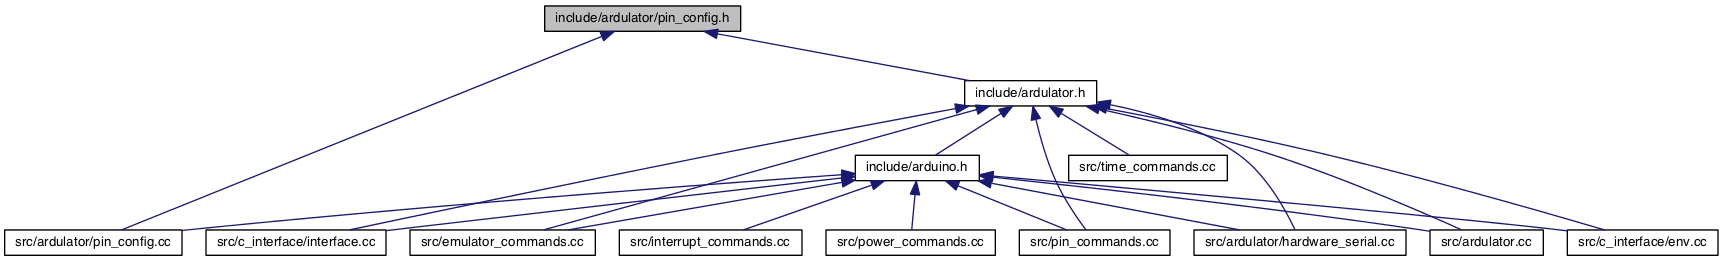 include/ardulator/pin_config.h
include/ardulator.h
include/arduino.h
src/time_commands.cc
src/ardulator/pin_config.cc
src/c_interface/interface.cc
src/emulator_commands.cc
src/interrupt_commands.cc
src/power_commands.cc
src/pin_commands.cc
src/ardulator/hardware_serial.cc
src/ardulator.cc
src/c_interface/env.cc